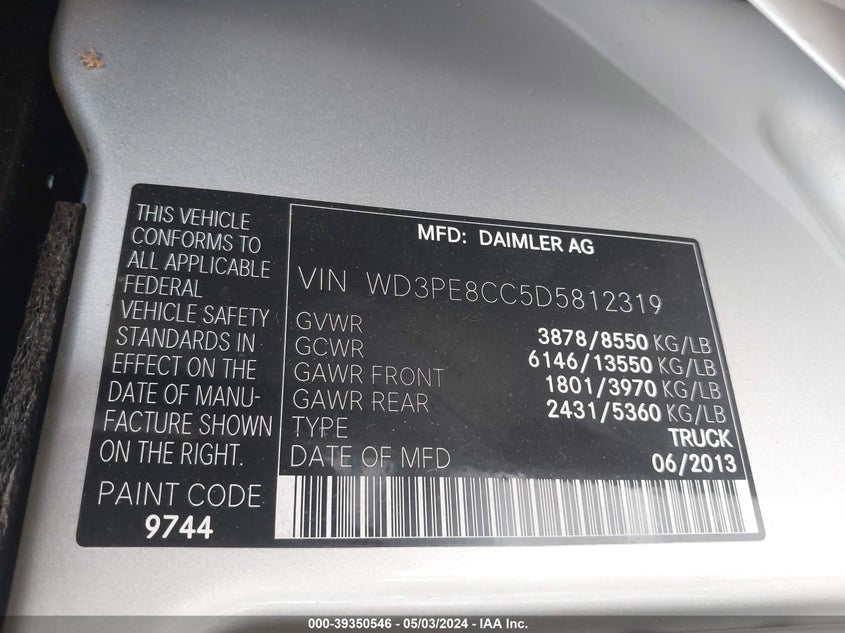 THIS VEHICLE
CONFORMS TO
ALL APPLICABLE
FEDERAL
VEHICLE SAFETY
STANDARDS IN
EFFECT ON THE
DATE OF MANU-
FACTURE SHOWN
ON THE RIGHT.
PAINT CODE
9744
MFD: DAIMLER AG
VIN WD3PE8CC5D5812319
GVWR 3878/8550 KG/LB
GCWR 6146/13550 KG/LB
GAWR FRONT 1801/3970 KG/LB
GAWR REAR 2431/5360 KG/LB
TYPE TRUCK
DATE OF MFD 06/2013
000-39350546 - 05/03/2024 - IAA Inc.